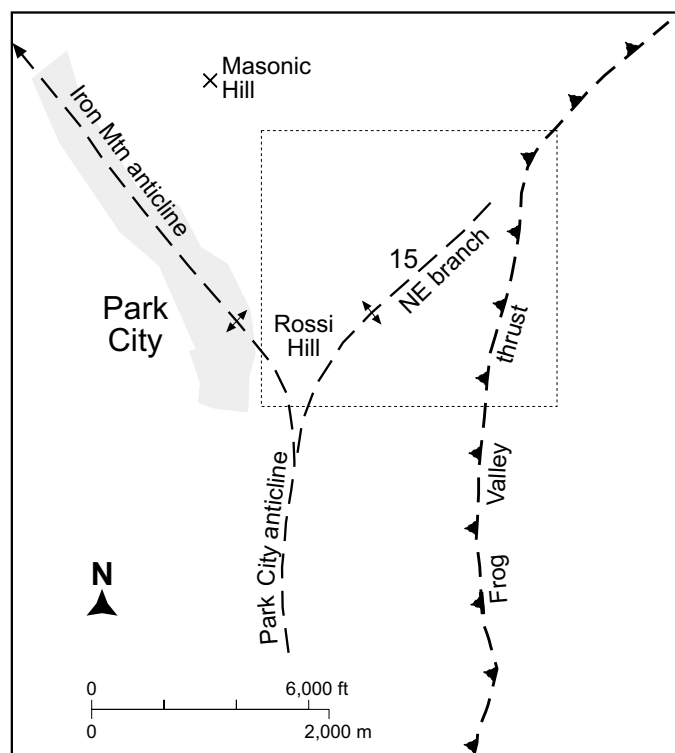 Masonic
Hill
Iron Mtn anticline
15
NE branch
Park
City
Rossi
Hill
thrust
Valley
Frog
Park City anticline
N
0 6,000 ft
0 2,000 m